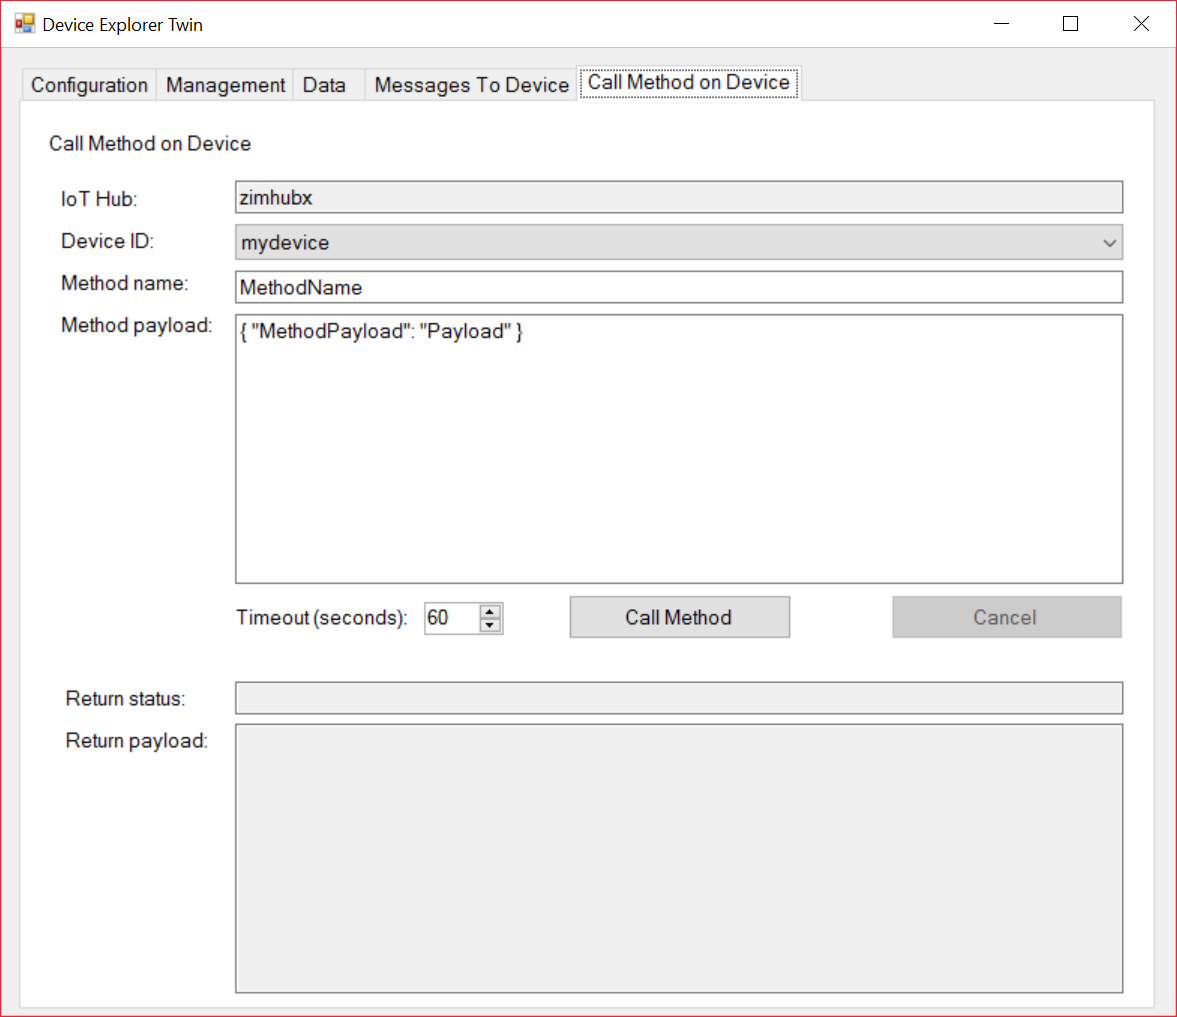 Device Explorer Twin
Configuration Management Data Messages To Device Call Method on Device
Call Method on Device
IoT Hub: zimhubx
Device ID: mydevice
Method name: MethodName
Method payload: { "MethodPayload": "Payload" }
Timeout (seconds): 60 Call Method Cancel
Return status:
Return payload: